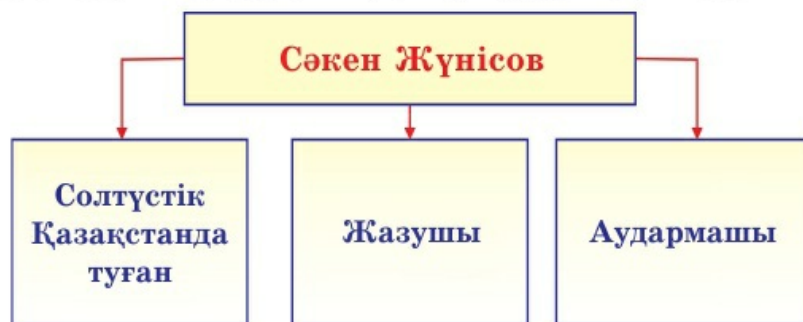 Сәкен Жүнісов
Солтүстік
Қазақстанда
туған
Жазушы
Аудармашы